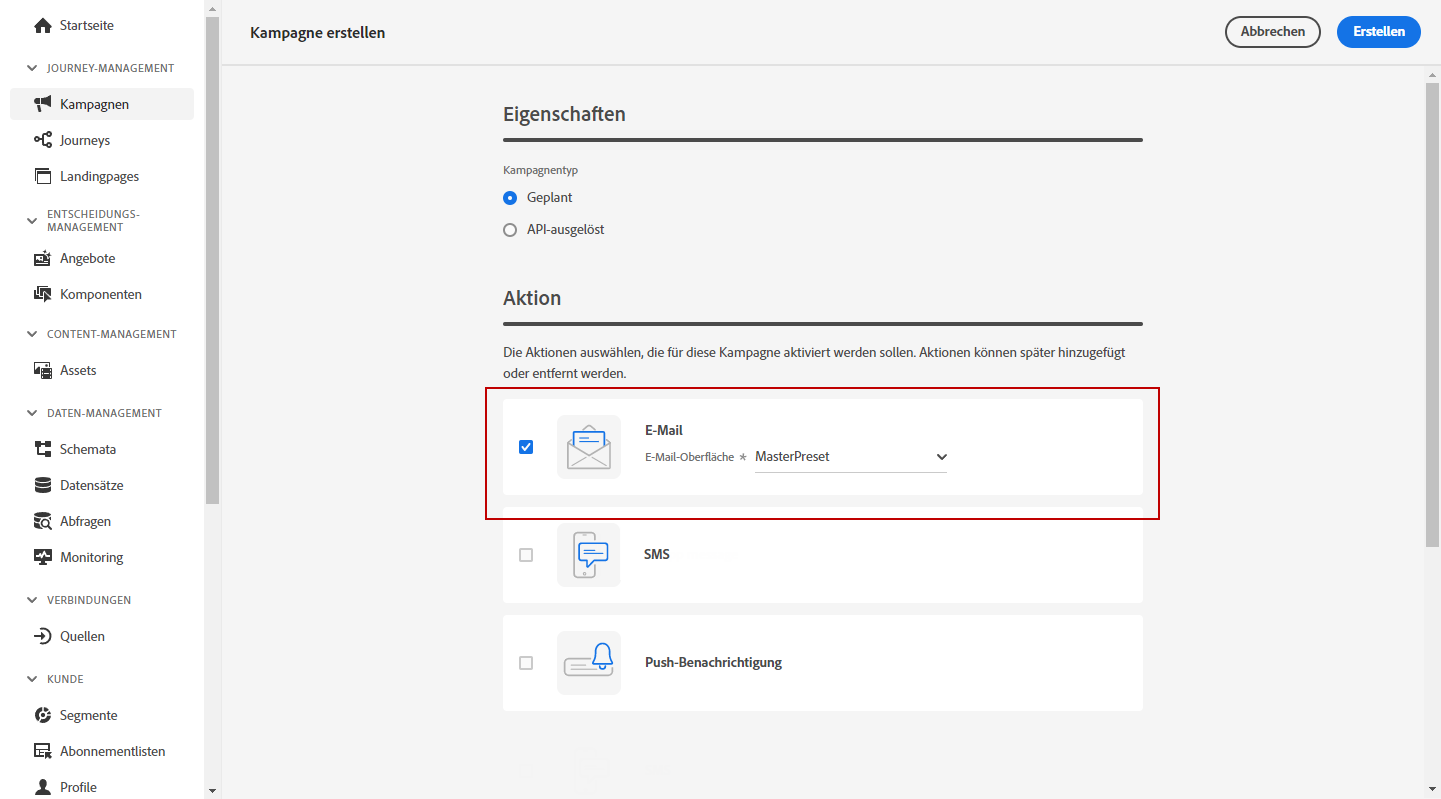 Startseite
JOURNEY-MANAGEMENT
Kampagnen
Journeys
Landingpages
ENTSCHEIDUNGS-
MANAGEMENT
Angebote
Komponenten
CONTENT-MANAGEMENT
Assets
DATEN-MANAGEMENT
Schemata
Datensätze
Abfragen
Monitoring
VERBINDUNGEN
Quellen
KUNDE
Segmente
Abonnementlisten
Profile
Kampagne erstellen
Abbrechen
Erstellen
Eigenschaften
Kampagnentyp
Geplant
API-ausgelöst
Aktion
Die Aktionen auswählen, die für diese Kampagne aktiviert werden sollen. Aktionen können später hinzugefügt
oder entfernt werden.
E-Mail
E-Mail-Oberfläche * MasterPreset
SMS
Push-Benachrichtigung